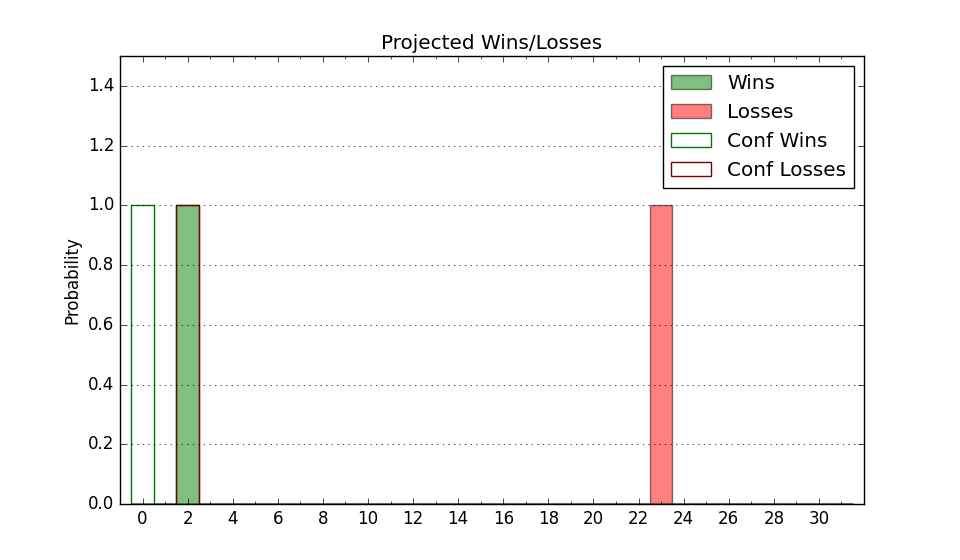 Projected Wins/Losses
Wins
Losses
Conf Wins
Conf Losses
Probability
1.4
1.2
1.0
0.8
0.6
0.4
0.2
0.0
0 2 4 6 8 10 12 14 16 18 20 22 24 26 28 30